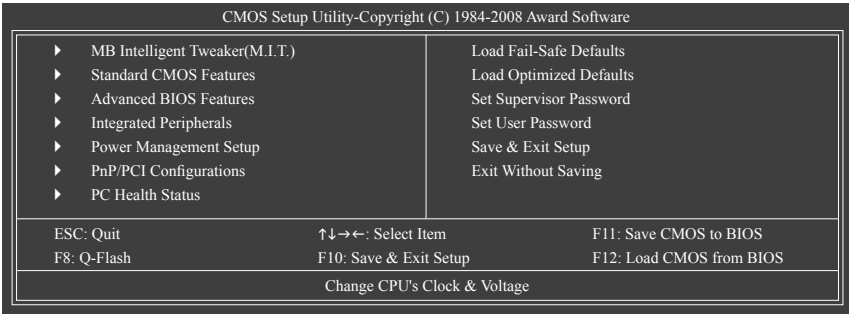 CMOS Setup Utility-Copyright (C) 1984-2008 Award Software
MB Intelligent Tweaker(M.I.T.)
Standard CMOS Features
Advanced BIOS Features
Integrated Peripherals
Power Management Setup
PnP/PCI Configurations
PC Health Status
Load Fail-Safe Defaults
Load Optimized Defaults
Set Supervisor Password
Set User Password
Save & Exit Setup
Exit Without Saving
ESC: Quit ↑↓→←: Select Item F11: Save CMOS to BIOS
F8: Q-Flash F10: Save & Exit Setup F12: Load CMOS from BIOS
Change CPU's Clock & Voltage